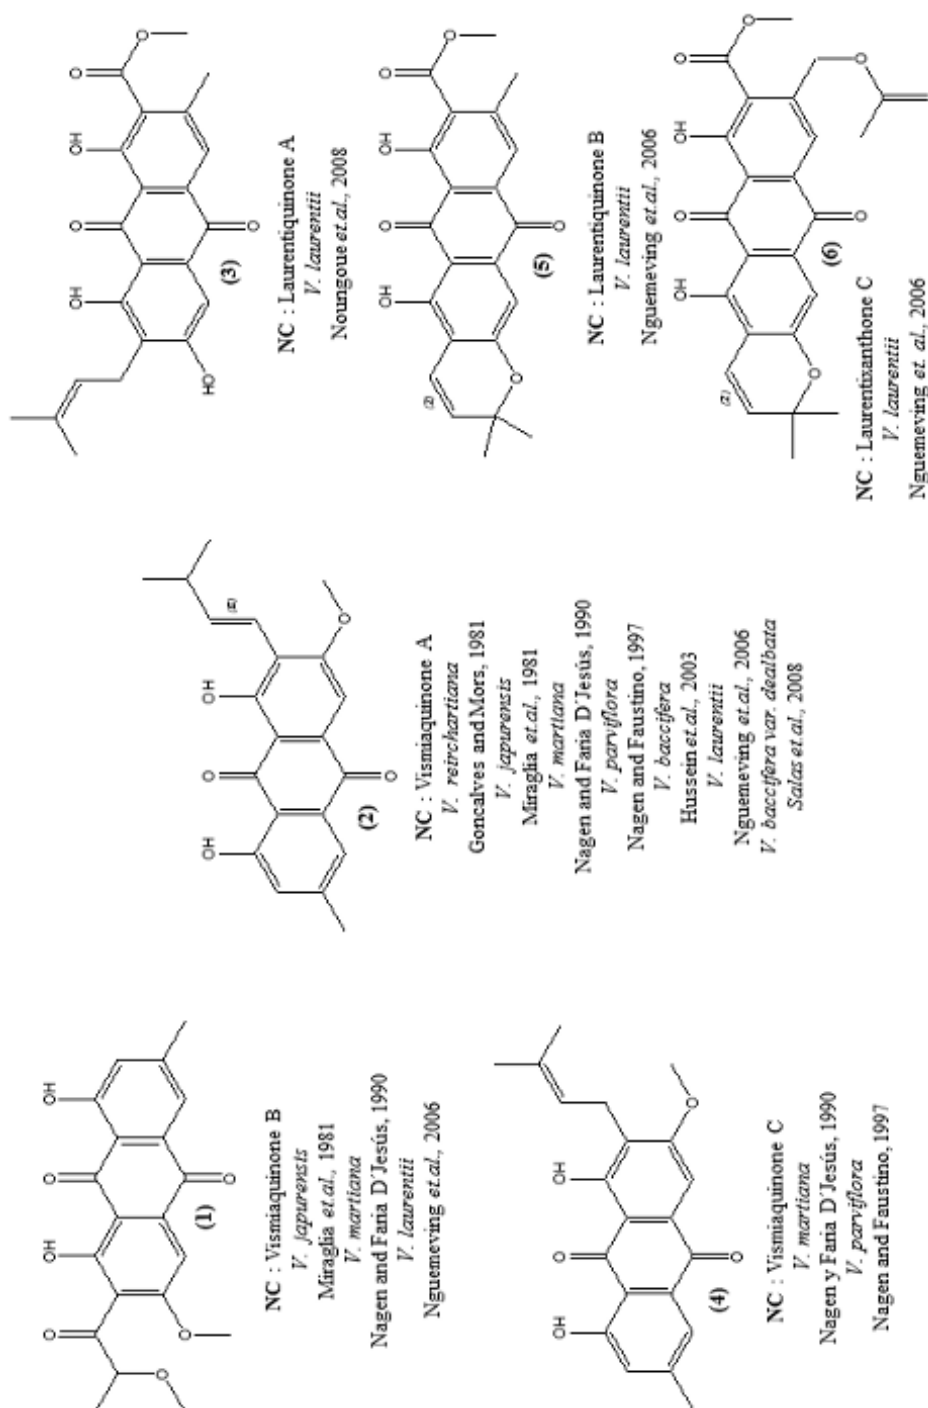 O OH O OH
O
O
O
(1)
NC : Vismiaquinone B
V. japurensis
Miraglia et.al., 1981
V. martiana
Nagen and Faria D´Jesús, 1990
V. laurentii
Nguemeving et.al., 2006
OH O OH
(E)
O
O
(2)
NC : Vismiaquinone A
V. reirchartiana
Goncalves and Mors, 1981
V. japurensis
Miraglia et.al., 1981
V. martiana
Nagen and Faria D´Jesús, 1990
V. parviflora
Nagen and Faustino, 1997
V. baccifera
Hussein et.al., 2003
V. laurentii
Nguemeving et.al., 2006
V. baccifera var. dealbata
Salas et.al., 2008
OH O OH O
O
HO
O
(3)
NC : Laurentiquinone A
V. laurentii
Noungoue et.al., 2008
OH O OH
O
O
(4)
NC : Vismiaquinone C
V. martiana
Nagen y Faria D´Jesús, 1990
V. parviflora
Nagen and Faustino, 1997
OH O OH O
O
(Z)
O
O
(5)
NC : Laurentiquinone B
V. laurentii
Nguemeving et.al., 2006
OH O OH O
O
(Z)
O
O
O
(6)
NC : Laurentixanthone C
V. laurentii
Nguemeving et. al., 2006